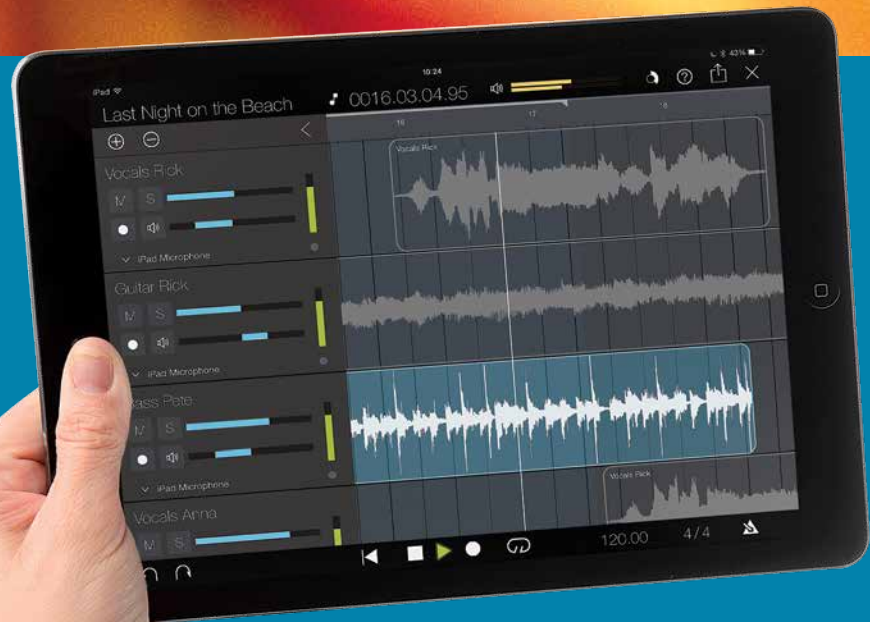 iPad 10:24 43%
Last Night on the Beach 0016.03.04.95
16 17 18
Vocals Rick
Vocals Rick
M S
iPad Microphone
Guitar Rick
M S
iPad Microphone
Bass Pete
M S
iPad Microphone
Vocals Rick
Vocals Anna
M S
120.00 4/4